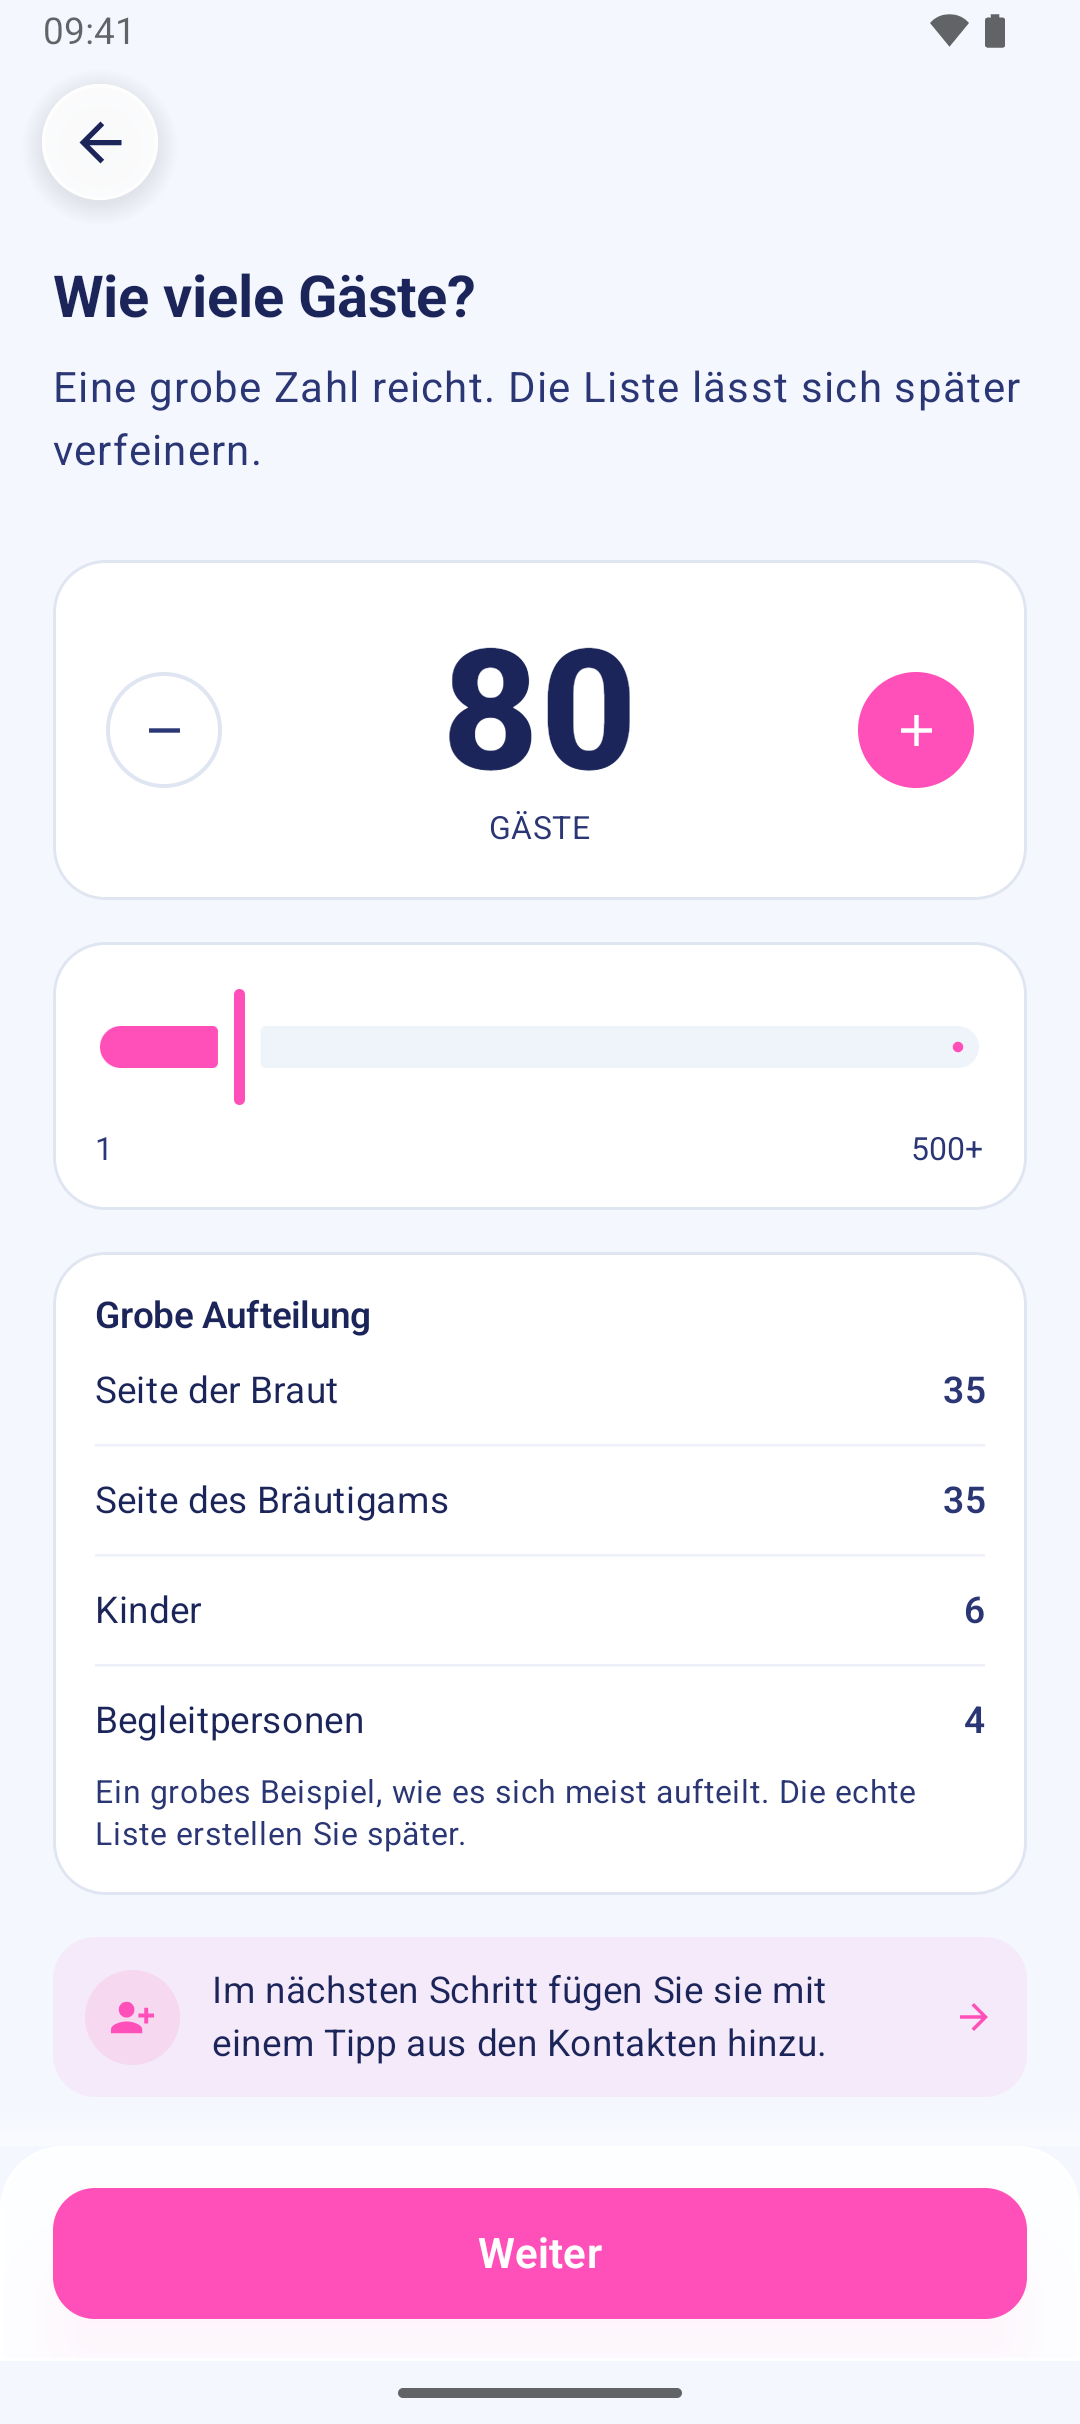 09:41
Wie viele Gäste?
Eine grobe Zahl reicht. Die Liste lässt sich später
verfeinern.
80
GÄSTE
1
500+
Grobe Aufteilung
Seite der Braut 35
Seite des Bräutigams 35
Kinder 6
Begleitpersonen 4
Ein grobes Beispiel, wie es sich meist aufteilt. Die echte
Liste erstellen Sie später.
Im nächsten Schritt fügen Sie sie mit
einem Tipp aus den Kontakten hinzu.
Weiter